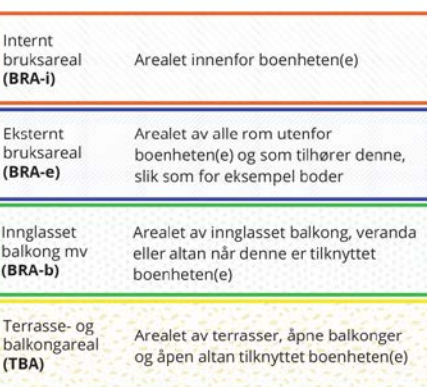 Internt
bruksareal
(BRA-i)
Arealet innenfor boenheten(e)
Eksternt
bruksareal
(BRA-e)
Arealet av alle rom utenfor
boenheten(e) og som tilhører denne,
slik som for eksempel boder
Innglasset
balkong mv
(BRA-b)
Arealet av innglasset balkong, veranda
eller altan når denne er tilknyttet
boenheten(e)
Terrasse- og
balkongareal
(TBA)
Arealet av terrasser, åpne balkonger
og åpen altan tilknyttet boenheten(e)